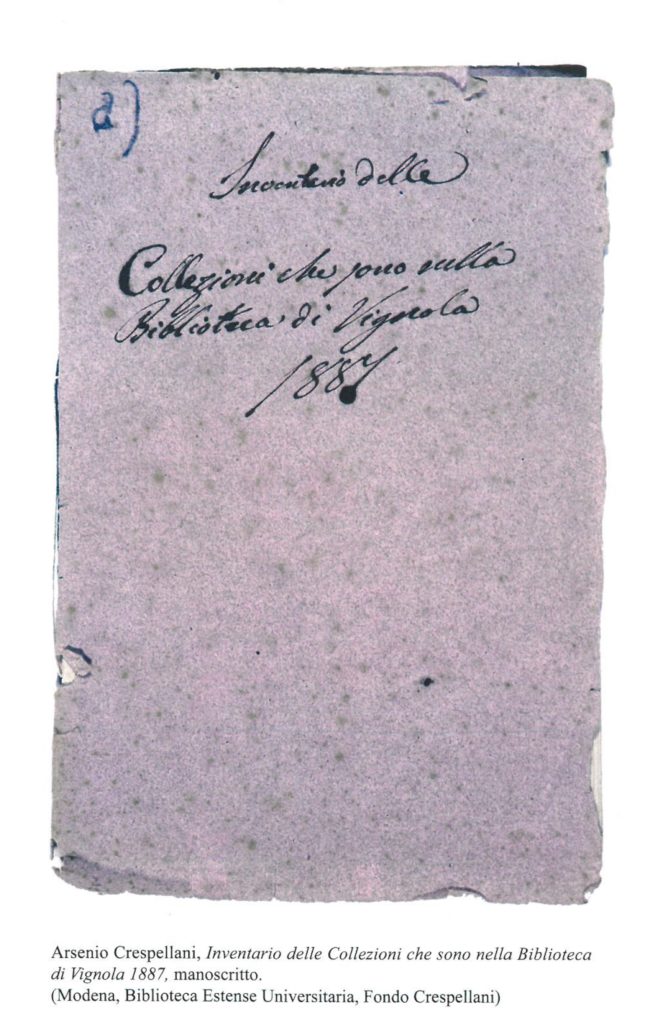 a)
Inventario delle
Collezioni che sono nella
Biblioteca di Vignola
1887
Arsenio Crespellani, Inventario delle Collezioni che sono nella Biblioteca
di Vignola 1887, manoscritto.
(Modena, Biblioteca Estense Universitaria, Fondo Crespellani)